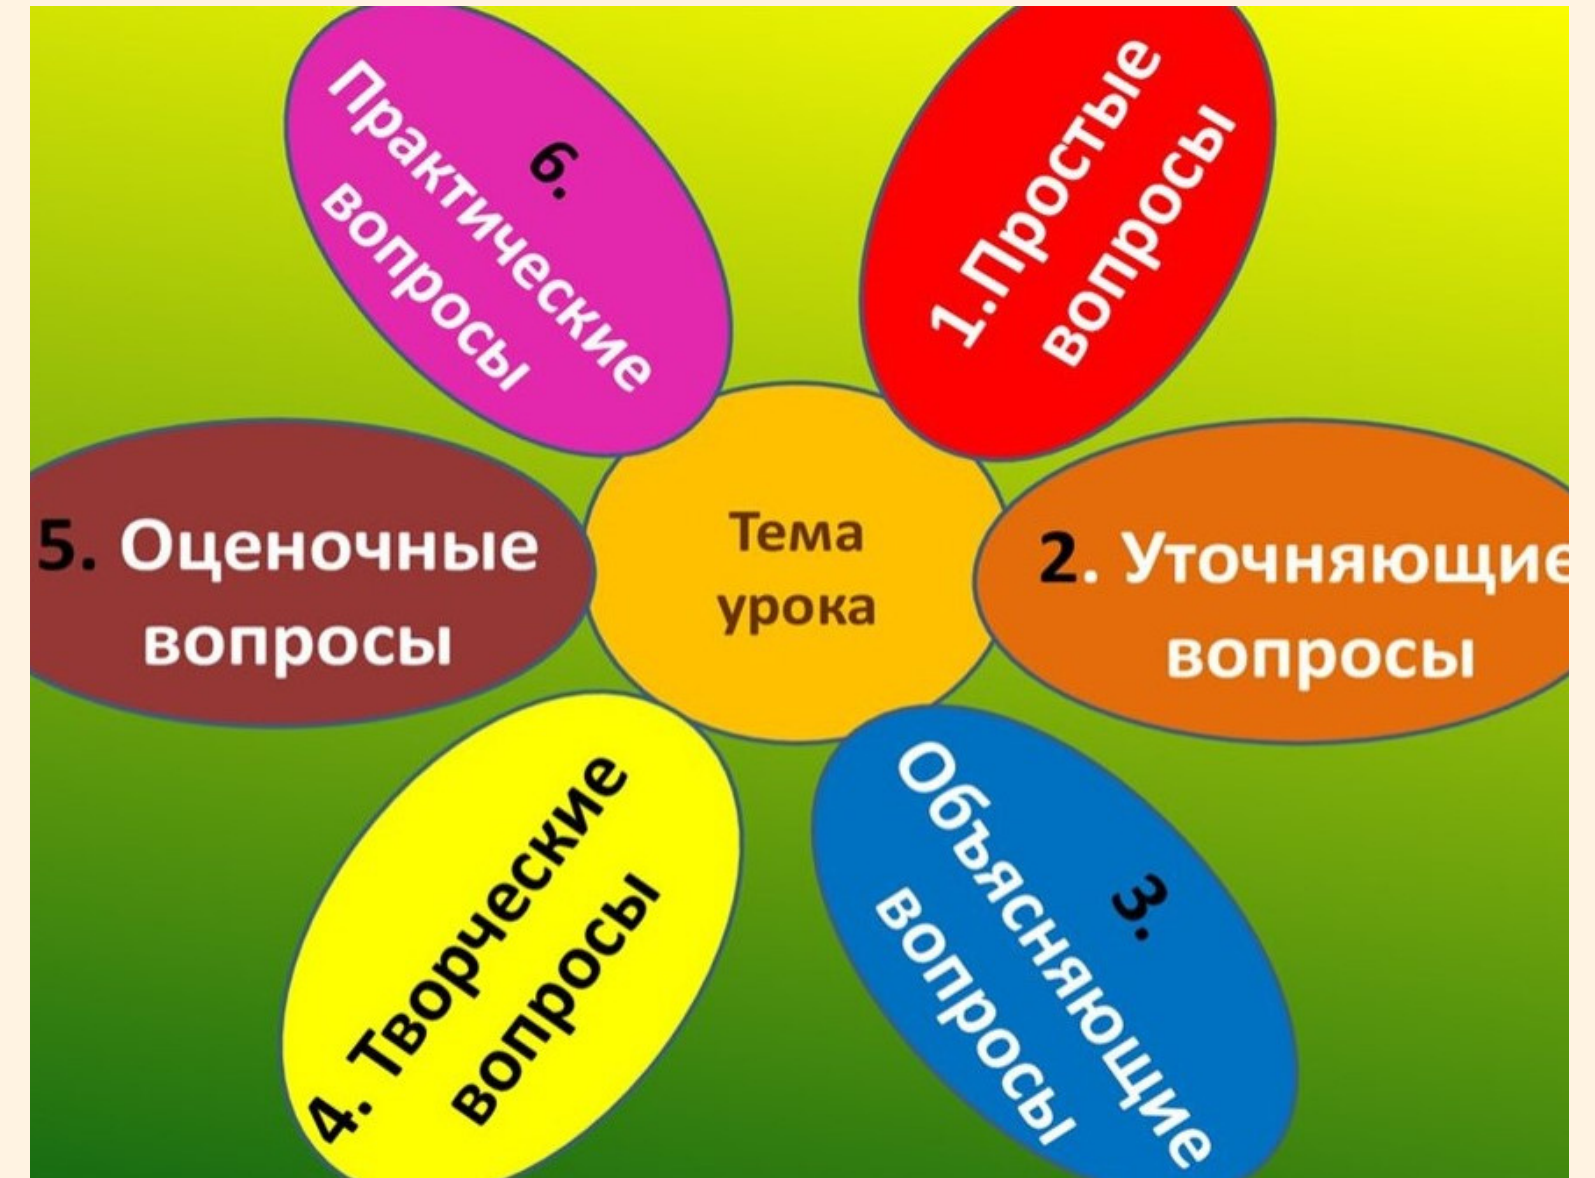 Тема
урока
1.Простые
вопросы
2. Уточняющие
вопросы
3.
Объясняющие
вопросы
4. Творческие
вопросы
5. Оценочные
вопросы
6.
Практические
вопросы